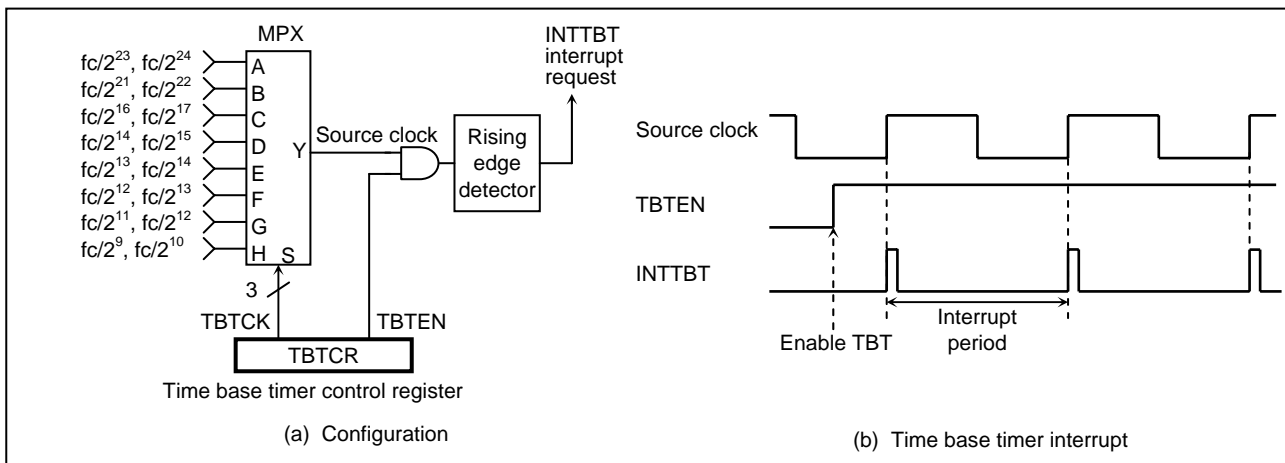 MPX
fc/2^23, fc/2^24
A
fc/2^21, fc/2^22
B
fc/2^16, fc/2^17
C
fc/2^14, fc/2^15
D
fc/2^13, fc/2^14
E
fc/2^12, fc/2^13
F
fc/2^11, fc/2^12
G
fc/2^9, fc/2^10
H
S
Y
Source clock
Rising
edge
detector
INTTBT
interrupt
request
3
TBTCK
TBTEN
TBTCR
Time base timer control register
(a) Configuration
Source clock
TBTEN
INTTBT
Enable TBT
Interrupt
period
(b) Time base timer interrupt